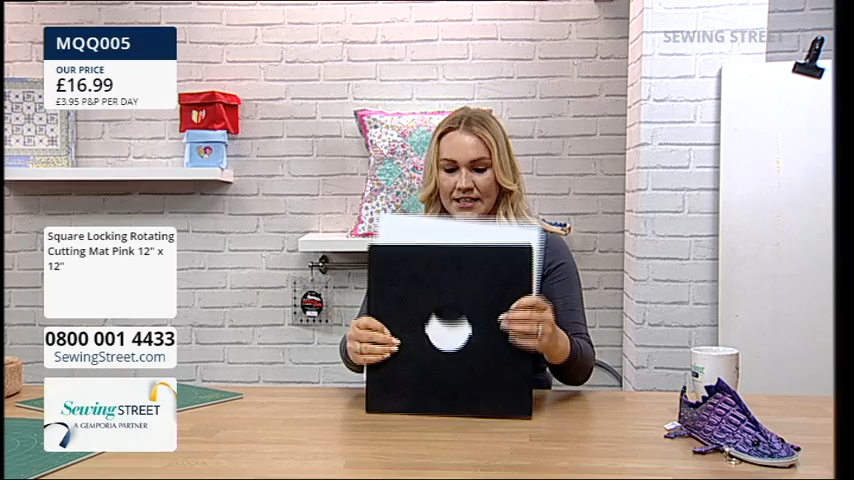 MQQ005
OUR PRICE
£16.99
£3.95 P&P PER DAY
SEWING STREET
Square Locking Rotating
Cutting Mat Pink 12" x
12"
0800 001 4433
SewingStreet.com
Sewing STREET
A GEMPORIA PARTNER